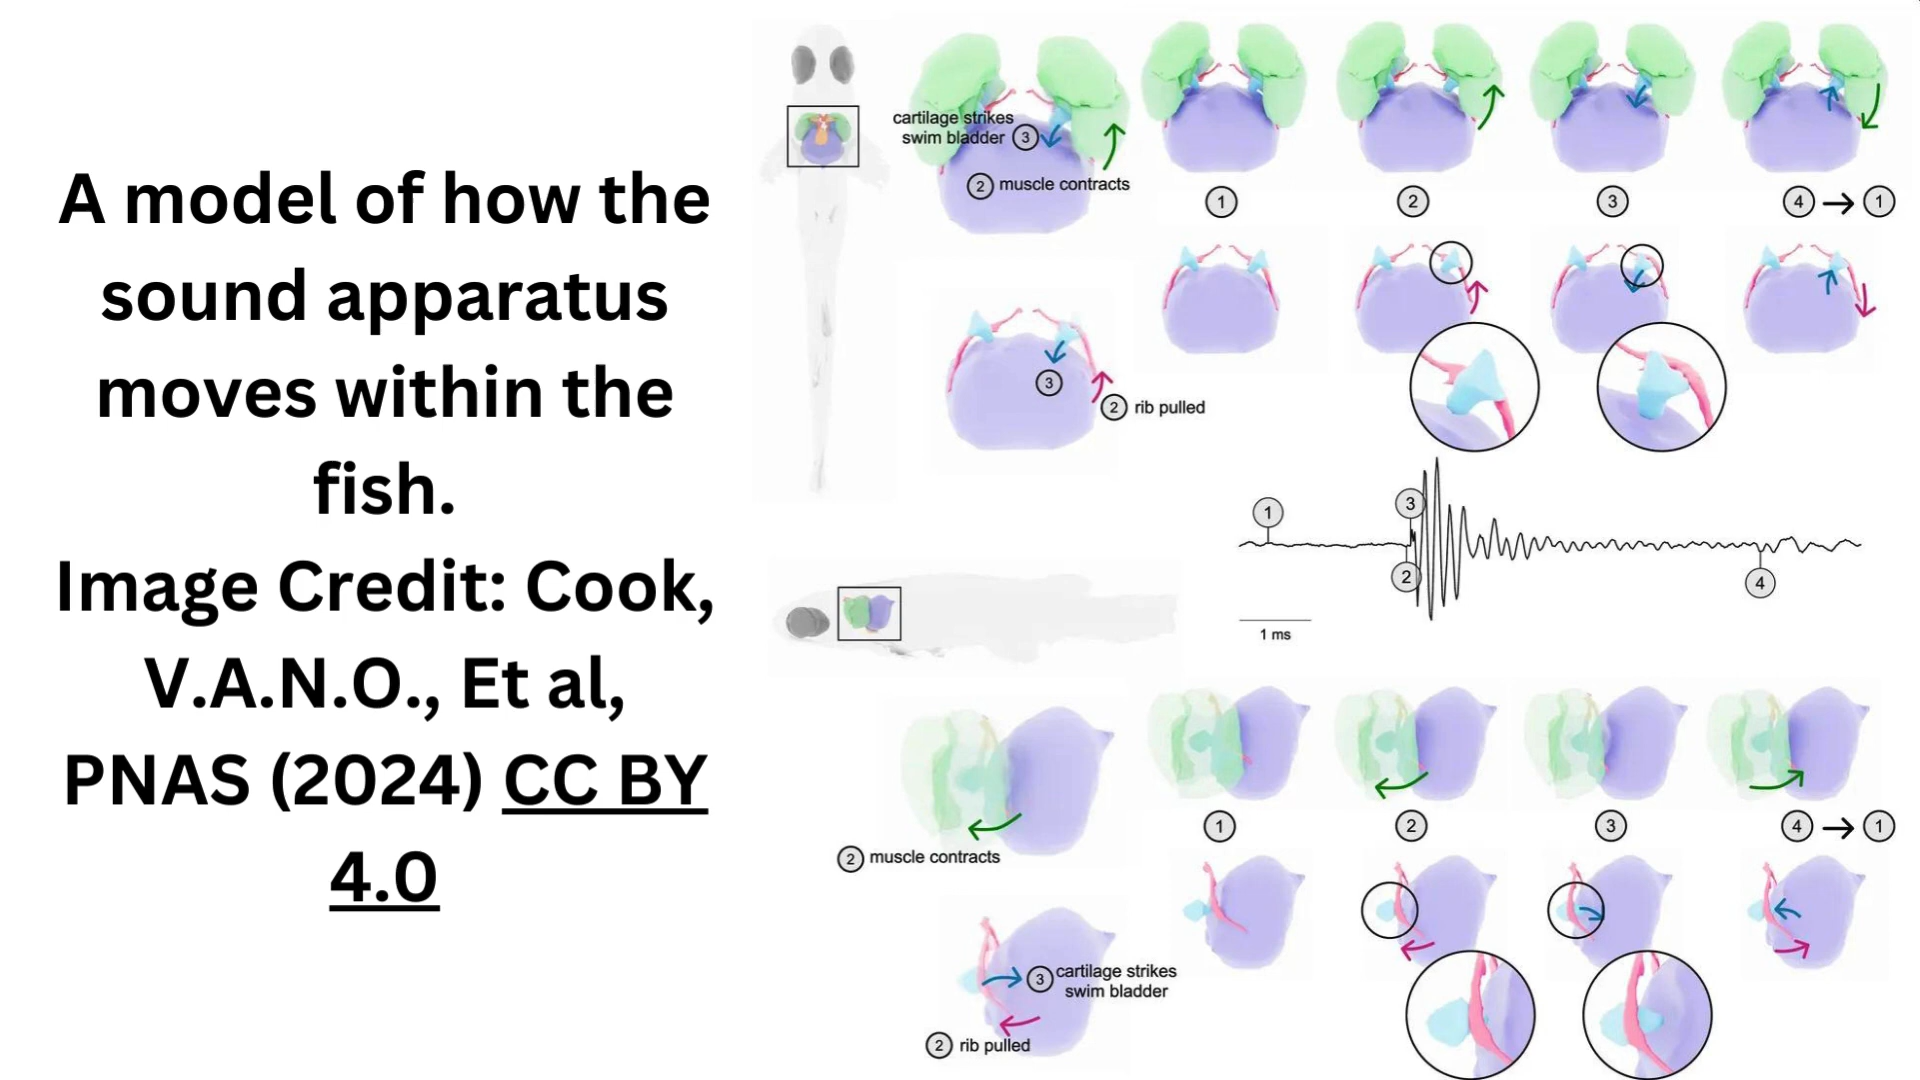 A model of how the
sound apparatus
moves within the
fish.
Image Credit: Cook,
V.A.N.O., Et al,
PNAS (2024) CC BY
4.0
cartilage strikes
swim bladder 3
2 muscle contracts
1
2
3
4 → 1
3
2 rib pulled
1
3
2
4
1 ms
2 muscle contracts
1
2
3
4 → 1
3 cartilage strikes
swim bladder
2 rib pulled